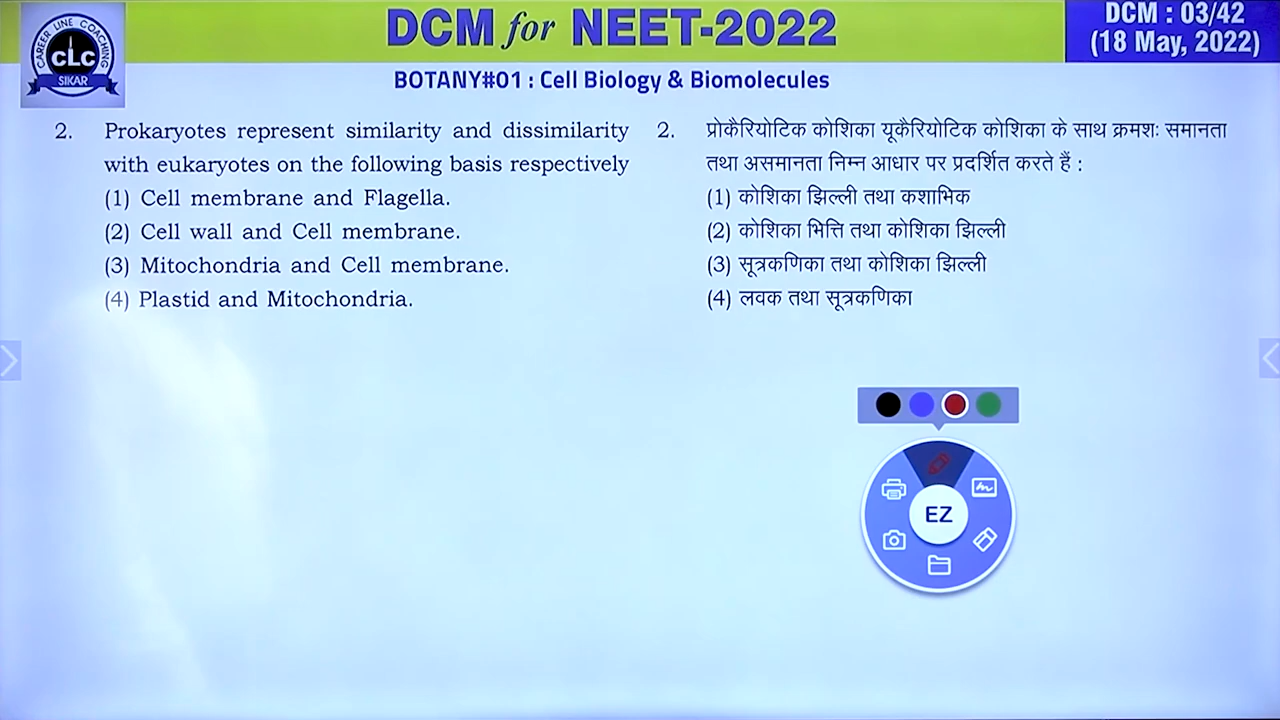 CAREER LINE COACHING
CLC
SIKAR
DCM for NEET-2022
DCM : 03/42
(18 May, 2022)
BOTANY#01 : Cell Biology & Biomolecules
2. Prokaryotes represent similarity and dissimilarity
with eukaryotes on the following basis respectively
(1) Cell membrane and Flagella.
(2) Cell wall and Cell membrane.
(3) Mitochondria and Cell membrane.
(4) Plastid and Mitochondria.
2. प्रोकैरियोटिक कोशिका यूकैरियोटिक कोशिका के साथ क्रमशः समानता
तथा असमानता निम्न आधार पर प्रदर्शित करते हैं :
(1) कोशिका झिल्ली तथा कशाभिक
(2) कोशिका भित्ति तथा कोशिका झिल्ली
(3) सूत्रकणिका तथा कोशिका झिल्ली
(4) लवक तथा सूत्रकणिका
EZ